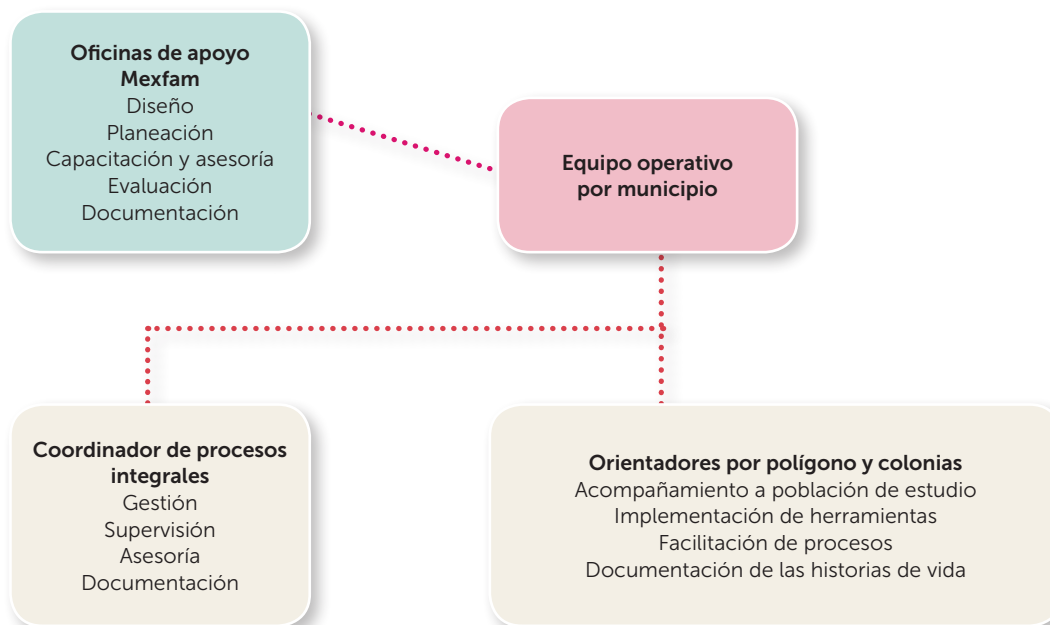 Oficinas de apoyo
Mexfam
Diseño
Planeación
Capacitación y asesoría
Evaluación
Documentación
Equipo operativo
por municipio
Coordinador de procesos
integrales
Gestión
Supervisión
Asesoría
Documentación
Orientadores por polígono y colonias
Acompañamiento a población de estudio
Implementación de herramientas
Facilitación de procesos
Documentación de las historias de vida